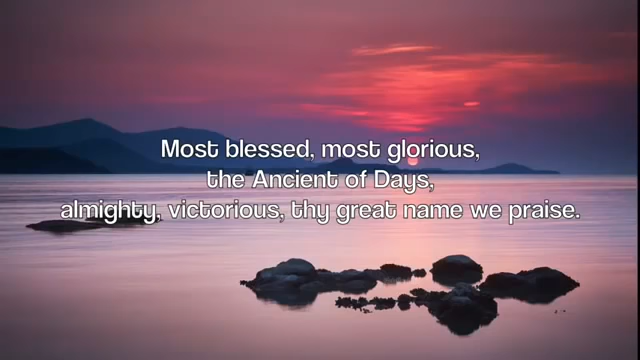 Most blessed, most glorious,
the Ancient of Days,
almighty, victorious, thy great name we praise.